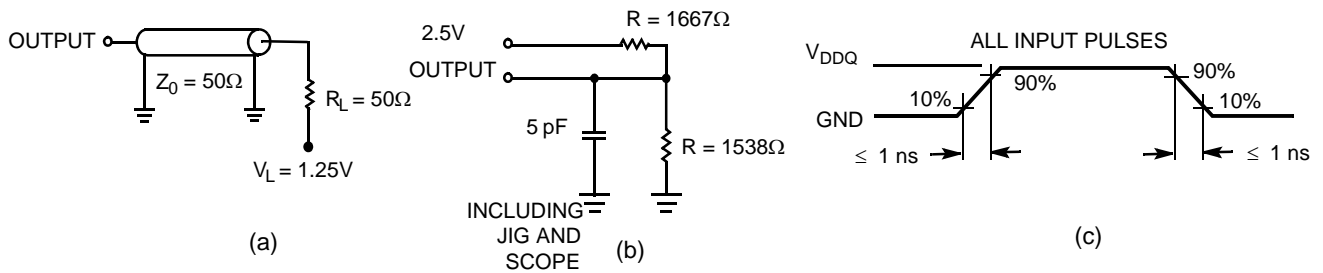 OUTPUT
Z0 = 50Ω
RL = 50Ω
VL = 1.25V
(a)
R = 1667Ω
2.5V
OUTPUT
5 pF
R = 1538Ω
INCLUDING
JIG AND
SCOPE
(b)
ALL INPUT PULSES
VDDQ
90%
90%
10%
10%
GND
≤ 1 ns
≤ 1 ns
(c)